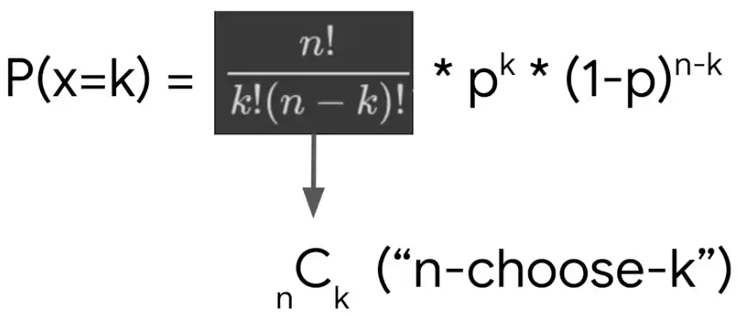 P(x=k) = n! / k!(n − k)! * p^k * (1-p)^{n-k}
nCk (“n-choose-k”)